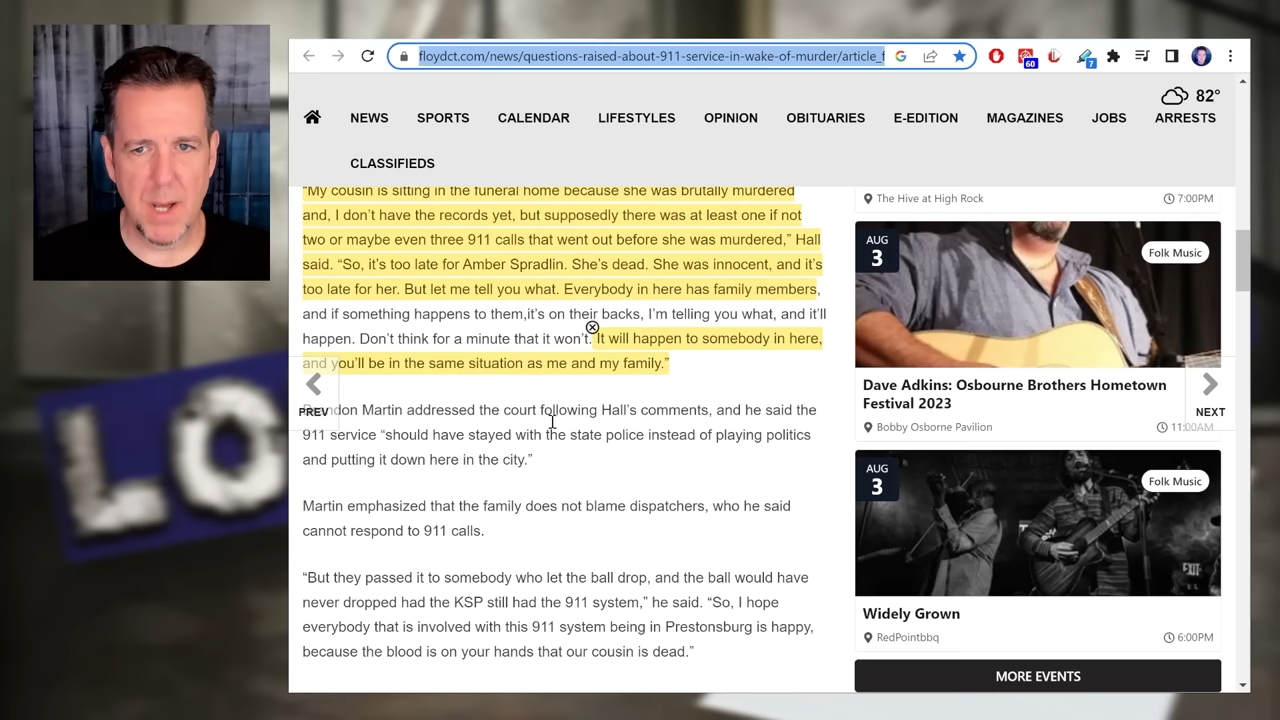 floydct.com/news/questions-raised-about-911-service-in-wake-of-murder/article_f
60
7
82°
NEWS
SPORTS
CALENDAR
LIFESTYLES
OPINION
OBITUARIES
E-EDITION
MAGAZINES
JOBS
ARRESTS
CLASSIFIEDS
“My cousin is sitting in the funeral home because she was brutally murdered
and, I don’t have the records yet, but supposedly there was at least one if not
two or maybe even three 911 calls that went out before she was murdered,” Hall
said. “So, it’s too late for Amber Spradlin. She’s dead. She was innocent, and it’s
too late for her. But let me tell you what. Everybody in here has family members,
and if something happens to them,it’s on their backs, I’m telling you what, and it’ll
happen. Don’t think for a minute that it won’t. It will happen to somebody in here,
and you’ll be in the same situation as me and my family.”
PREV
don Martin addressed the court following Hall’s comments, and he said the
911 service “should have stayed with the state police instead of playing politics
and putting it down here in the city.”
Martin emphasized that the family does not blame dispatchers, who he said
cannot respond to 911 calls.
“But they passed it to somebody who let the ball drop, and the ball would have
never dropped had the KSP still had the 911 system,” he said. “So, I hope
everybody that is involved with this 911 system being in Prestonsburg is happy,
because the blood is on your hands that our cousin is dead.”
The Hive at High Rock
7:00PM
AUG
3
Folk Music
Dave Adkins: Osbourne Brothers Hometown
Festival 2023
Bobby Osborne Pavilion
11:00AM
NEXT
AUG
3
Folk Music
EXIT
Widely Grown
RedPointbbq
6:00PM
MORE EVENTS
LO